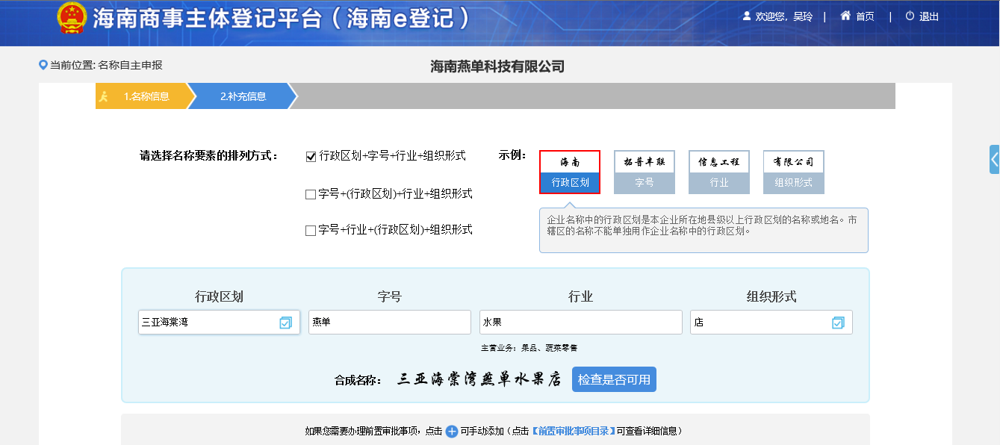 海南商事主体登记平台（海南e登记）
欢迎您，吴玲 | 首页 | 退出
当前位置: 名称自主申报
海南燕单科技有限公司
1.名称信息 2.补充信息
请选择名称要素的排列方式：
行政区划+字号+行业+组织形式
字号+(行政区划)+行业+组织形式
字号+行业+(行政区划)+组织形式
示例：
海南 拓普丰联 信息工程 有限公司
行政区划 字号 行业 组织形式
企业名称中的行政区划是本企业所在地县级以上行政区划的名称或地名。市
辖区的名称不能单独用作企业名称中的行政区划。
行政区划 字号 行业 组织形式
三亚海棠湾 燕单 水果 店
主营业务：果品、蔬菜零售
合成名称： 三亚海棠湾燕单水果店 检查是否可用
如果您需要办理前置审批事项，点击 可手动添加（点击【前置审批事项目录】可查看详细信息）